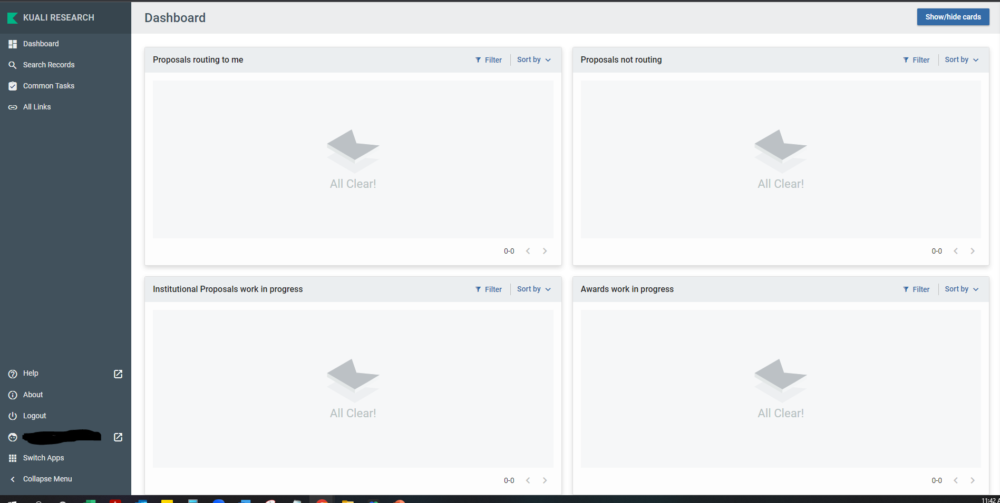 KUALI RESEARCH
Dashboard
Search Records
Common Tasks
All Links
Help
About
Logout
Switch Apps
Collapse Menu
Dashboard
Show/hide cards
Proposals routing to me
Filter
Sort by
All Clear!
0-0
Proposals not routing
Filter
Sort by
All Clear!
0-0
Institutional Proposals work in progress
Filter
Sort by
All Clear!
0-0
Awards work in progress
Filter
Sort by
All Clear!
0-0
11:42